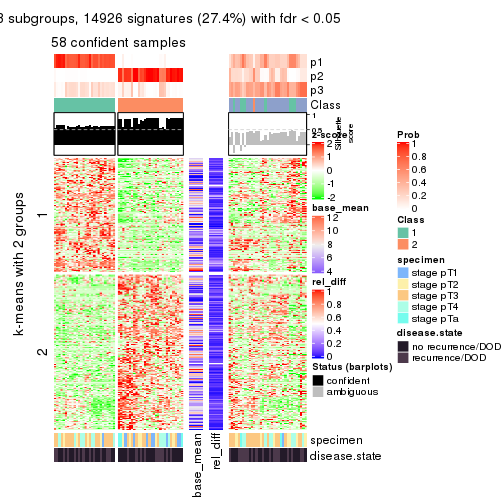 3 subgroups, 14926 signatures (27.4%) with fdr < 0.05
58 confident samples
p1
p2
p3
Class
1
0.5
0
Silhouette
score
k-means with 2 groups
1
2
base_mean
rel_diff
specimen
disease.state
z-score
2
1
0
-1
-2
base_mean
12
10
8
6
4
rel_diff
1
0.8
0.6
0.4
0.2
0
Status (barplots)
confident
ambiguous
Prob
1
0.8
0.6
0.4
0.2
0
Class
1
2
specimen
stage pT1
stage pT2
stage pT3
stage pT4
stage pTa
disease.state
no recurrence/DOD
recurrence/DOD